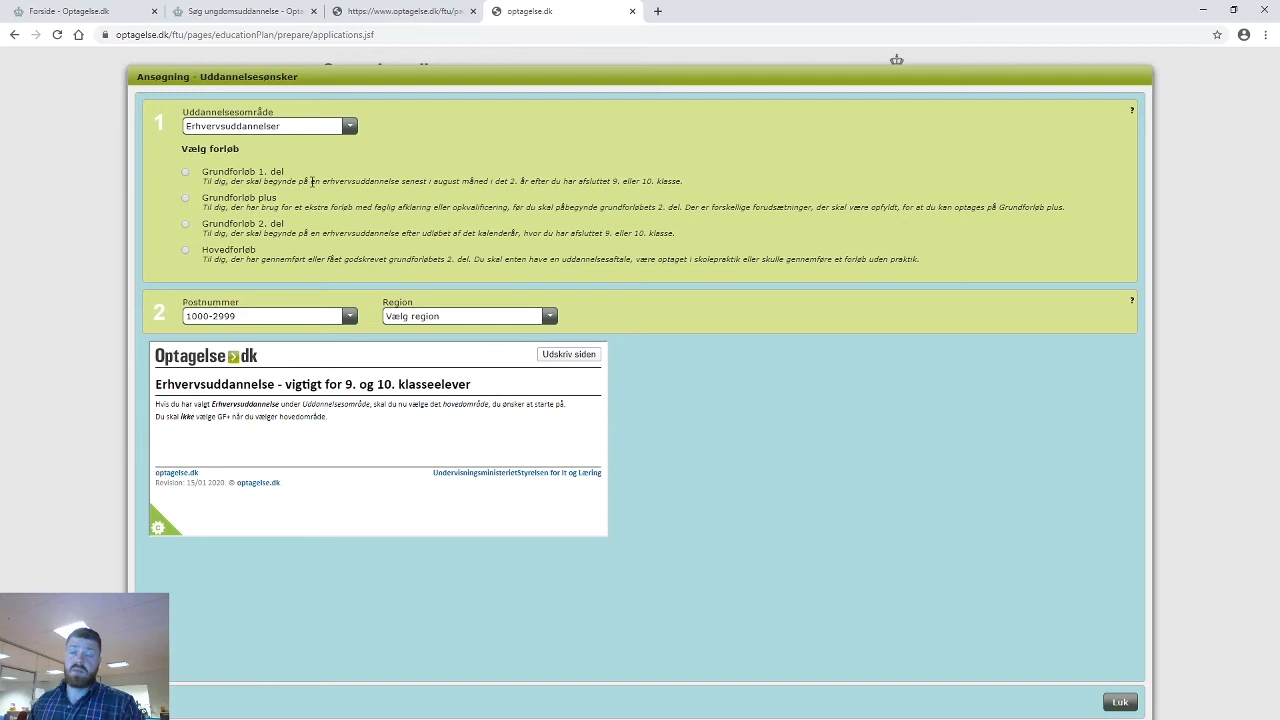 Forside - Optagelse.dk
Søg ungdomsuddannelse - Opta
https://www.optagelse.dk/ftu/pa
optagelse.dk
optagelse.dk/ftu/pages/educationPlan/prepare/applications.jsf
Ansøgning - Uddannelsesønsker
1
Uddannelsesområde
?
Erhvervsuddannelser
Vælg forløb
Grundforløb 1. del
Til dig, der skal begynde på en erhvervsuddannelse senest i august måned i det 2. år efter du har afsluttet 9. eller 10. klasse.
Grundforløb plus
Til dig, der har brug for et ekstra forløb med faglig afklaring eller opkvalificering, før du skal påbegynde grundforløbets 2. del. Der er forskellige forudsætninger, der skal være opfyldt, for at du kan optages på Grundforløb plus.
Grundforløb 2. del
Til dig, der skal begynde på en erhvervsuddannelse efter udløbet af det kalenderår, hvor du har afsluttet 9. eller 10. klasse.
Hovedforløb
Til dig, der har gennemført eller fået godskrevet grundforløbets 2. del. Du skal enten have en uddannelsesaftale, være optaget i skolepraktik eller skulle gennemføre et forløb uden praktik.
2
Postnummer Region
?
1000-2999 Vælg region
Optagelse dk Udskriv siden
Erhvervsuddannelse - vigtigt for 9. og 10. klasseelever
Hvis du har valgt Erhvervsuddannelse under Uddannelsesområde, skal du nu vælge det hovedområde, du ønsker at starte på.
Du skal ikke vælge GF+ når du vælger hovedområde.
optagelse.dk UndervisningsministerietStyrelsen for It og Læring
Revision: 15/01 2020. © optagelse.dk
Luk